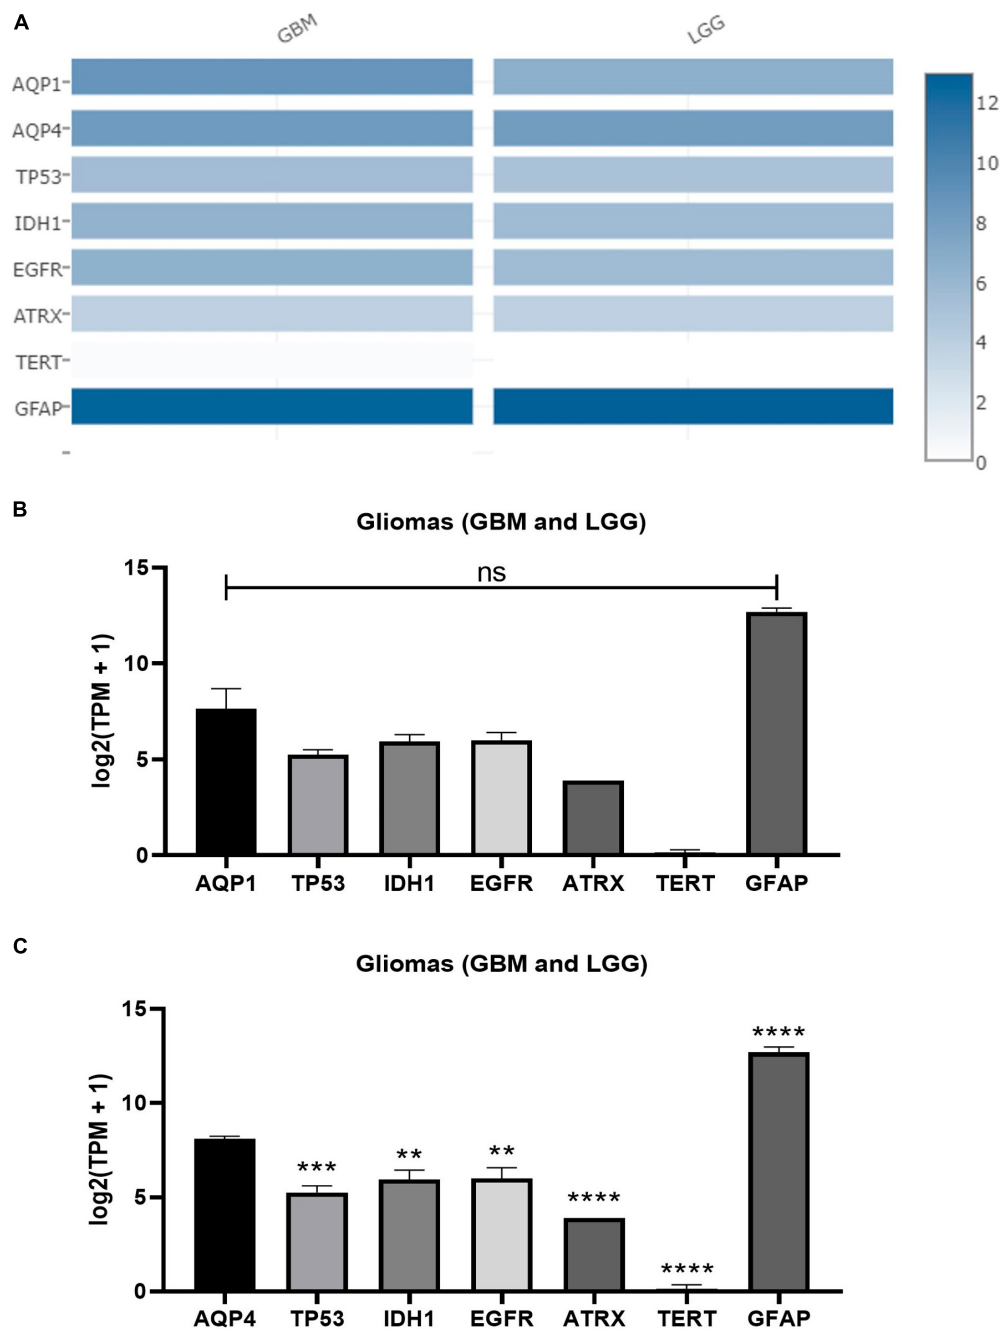 A
GBM LGG
AQP1
AQP4
TP53
IDH1
EGFR
ATRX
TERT
GFAP
12
10
8
6
4
2
0
B
Gliomas (GBM and LGG)
log2(TPM + 1)
15
10
5
0
ns
AQP1 TP53 IDH1 EGFR ATRX TERT GFAP
C
Gliomas (GBM and LGG)
log2(TPM + 1)
15
10
5
0
*** ** ** **** **** ****
AQP4 TP53 IDH1 EGFR ATRX TERT GFAP